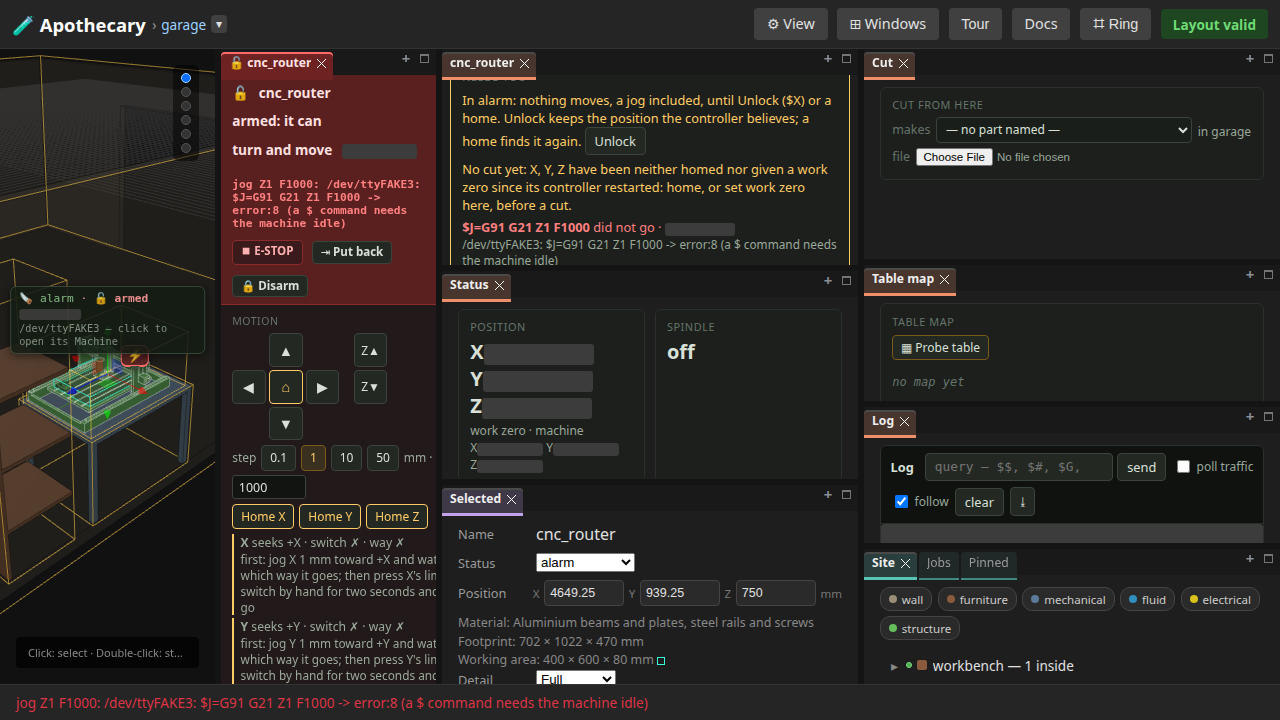 Apothecary › garage ▾
⚙ View
⊞ Windows
Tour
Docs
⌗ Ring
Layout valid
alarm · 🔒 armed
/dev/ttyFAKE3 — click to
open its Machine
Click: select · Double-click: st…
🔓 cnc_router
🔓 cnc_router
armed: it can
turn and move
jog Z1 F1000: /dev/ttyFAKE3:
$J=G91 G21 Z1 F1000 ->
error:8 (a $ command needs
the machine idle)
■ E-STOP
⇥ Put back
🔒 Disarm
MOTION
▲
Z▲
◀
⌂
▶
Z▼
▼
step 0.1 1 10 50 mm ·
1000
Home X
Home Y
Home Z
X seeks +X · switch ✗ · way ✗
first: jog X 1 mm toward +X and wat
which way it goes; then press X's lin
switch by hand for two seconds and
go
Y seeks +Y · switch ✗ · way ✗
first: jog Y 1 mm toward +Y and wat
which way it goes; then press Y's lin
switch by hand for two seconds and
cnc_router
In alarm: nothing moves, a jog included, until Unlock ($X) or a
home. Unlock keeps the position the controller believes; a
home finds it again. Unlock
No cut yet: X, Y, Z have been neither homed nor given a work
zero since its controller restarted: home, or set work zero
here, before a cut.
$J=G91 G21 Z1 F1000 did not go ·
/dev/ttyFAKE3: $J=G91 G21 Z1 F1000 -> error:8 (a $ command needs
the machine idle)
Status
POSITION
X
Y
Z
work zero · machine
X Y
Z
SPINDLE
off
Selected
Name cnc_router
Status alarm
Position X 4649.25 Y 939.25 Z 750 mm
Material: Aluminium beams and plates, steel rails and screws
Footprint: 702 × 1022 × 470 mm
Working area: 400 × 600 × 80 mm
Detail Full
Cut
CUT FROM HERE
makes — no part named — in garage
file Choose File No file chosen
Table map
TABLE MAP
▦ Probe table
no map yet
Log
Log query — $$, $#, $G, send poll traffic
follow clear ⤓
Site
Jobs
Pinned
wall
furniture
mechanical
fluid
electrical
structure
▸ workbench — 1 inside
jog Z1 F1000: /dev/ttyFAKE3: $J=G91 G21 Z1 F1000 -> error:8 (a $ command needs the machine idle)